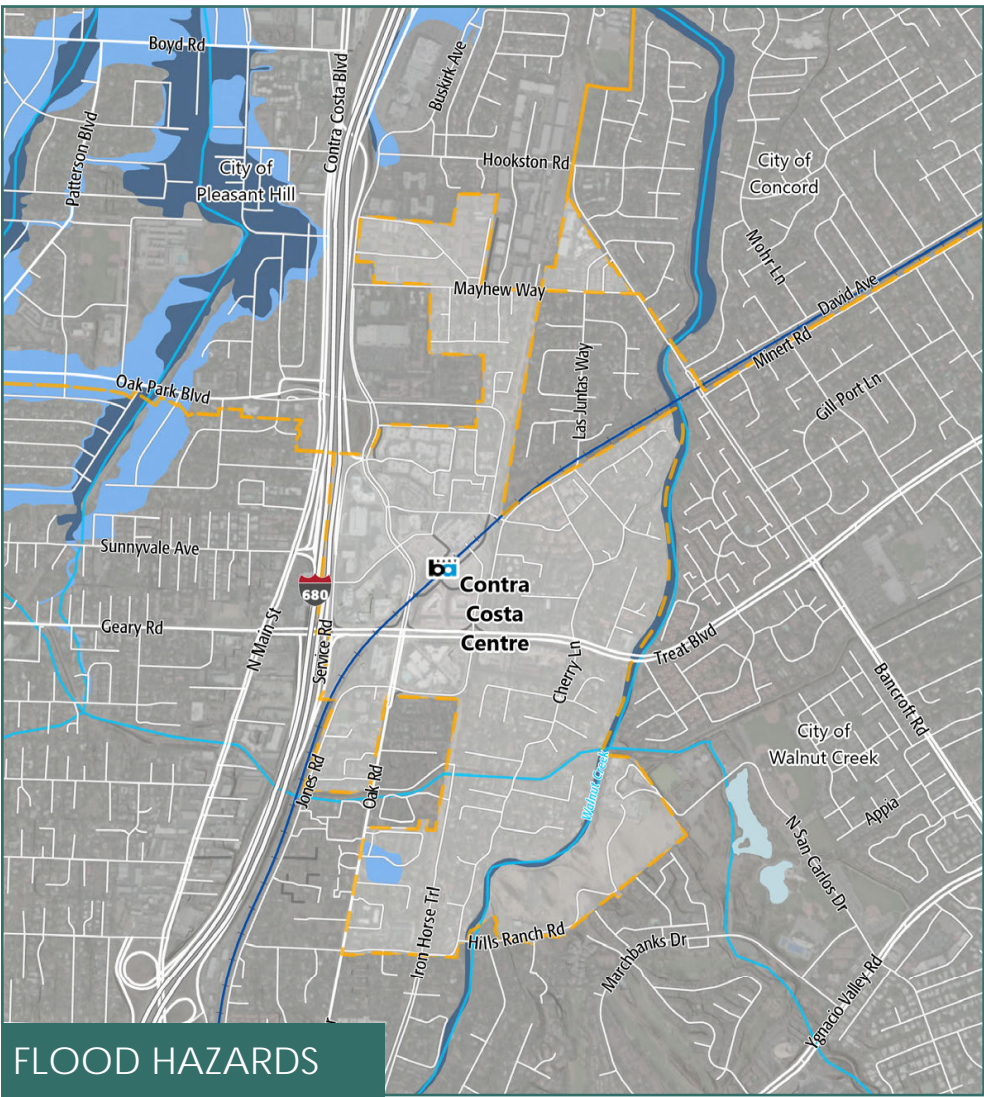 Boyd Rd
Buskirk Ave
Contra Costa Blvd
Patterson Blvd
City of
Pleasant Hill
Hookston Rd
City of
Concord
Mohr Ln
Mayhew Way
David Ave
Minert Rd
Oak Park Blvd
Las Juntas Way
Gill Port Ln
Sunnyvale Ave
ba
680
Contra
Costa
Centre
Geary Rd
N Main St
Service Rd
Cherry Ln
Treat Blvd
Bancroft Rd
City of
Walnut Creek
Jones Rd
Oak Rd
Walnut Creek
Appia
N San Carlos Dr
Iron Horse Trl
Hills Ranch Rd
Marchbanks Dr
Ygnacio Valley Rd
r
FLOOD HAZARDS